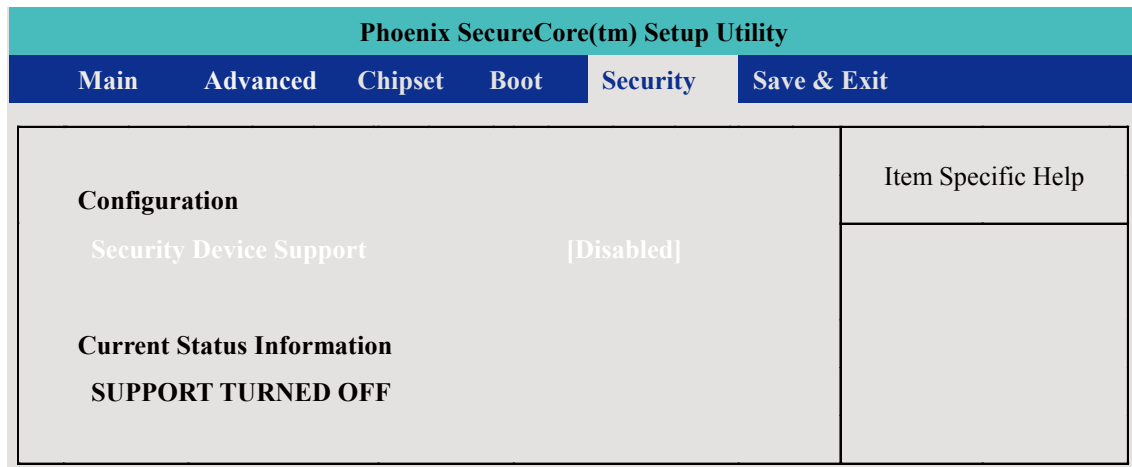 Phoenix SecureCore(tm) Setup Utility
Main Advanced Chipset Boot Security Save & Exit
Item Specific Help
Configuration
Security Device Support [Disabled]
Current Status Information
SUPPORT TURNED OFF